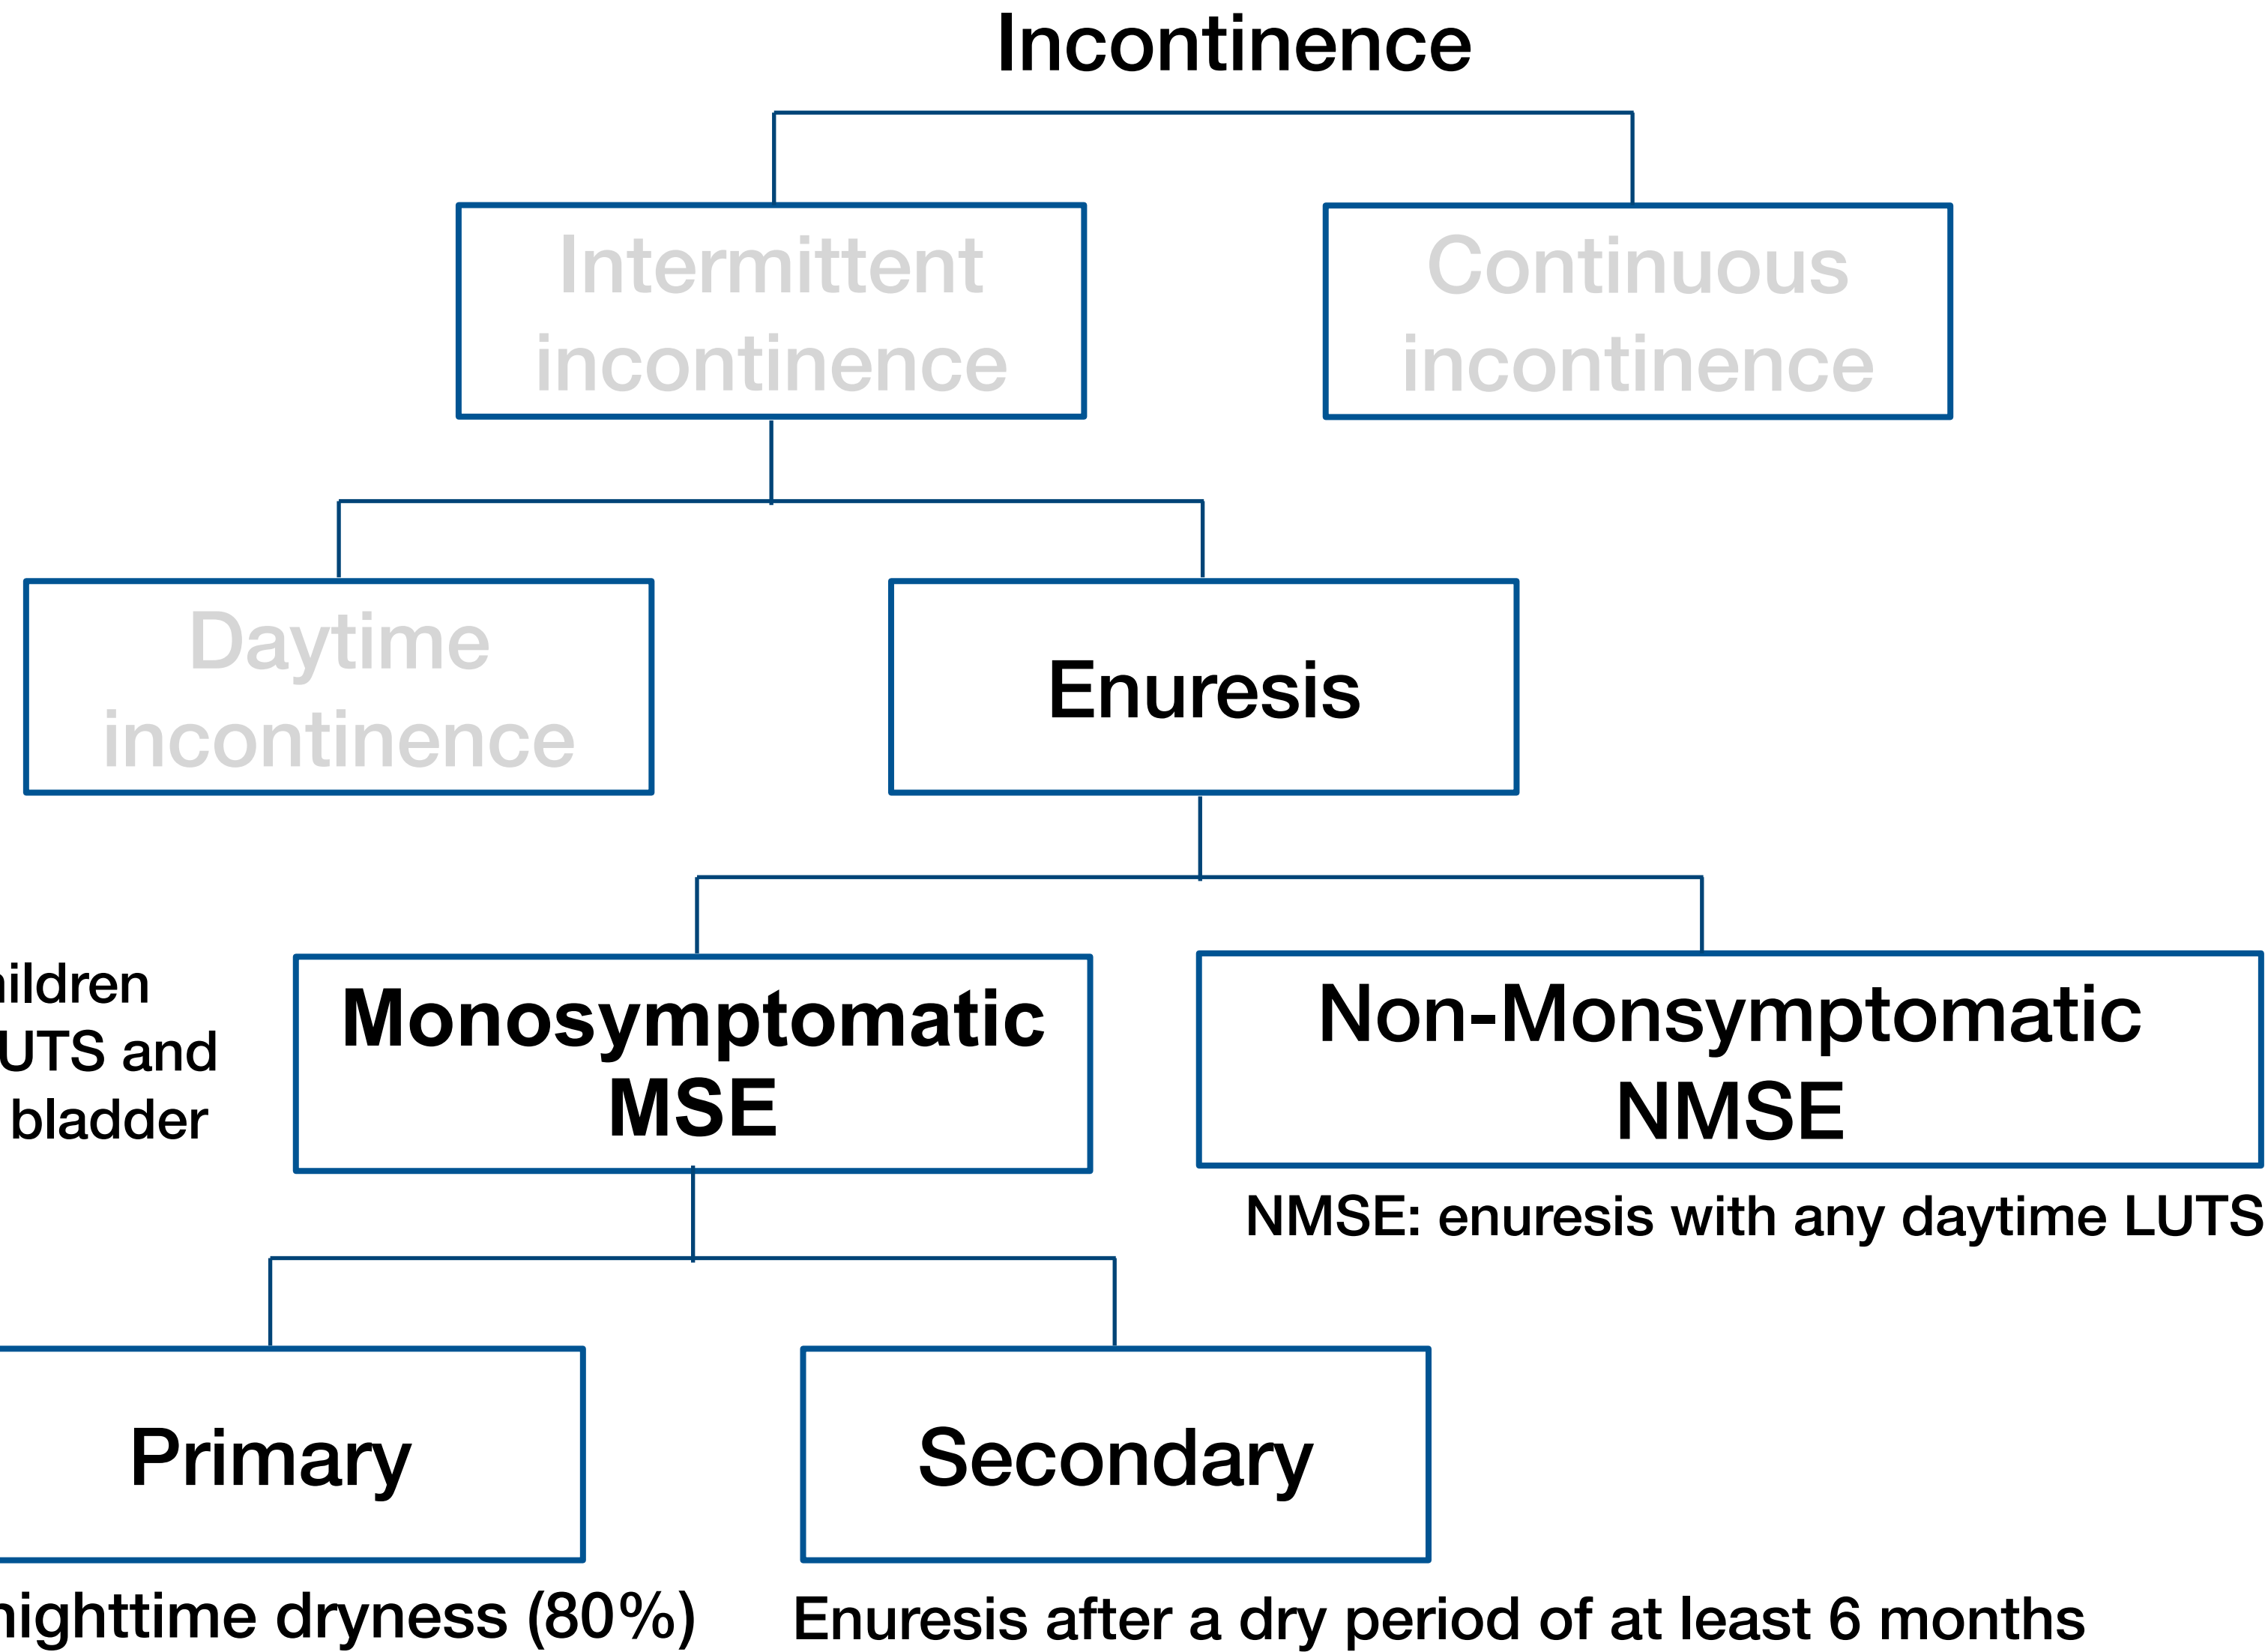 Incontinence
Intermittent
incontinence
Continuous
incontinence
Daytime
incontinence
Enuresis
ildren
UTS and
bladder
Monosymptomatic
MSE
Non-Monsymptomatic
NMSE
NMSE: enuresis with any daytime LUTS
Primary
Secondary
nighttime dryness (80%)
Enuresis after a dry period of at least 6 months